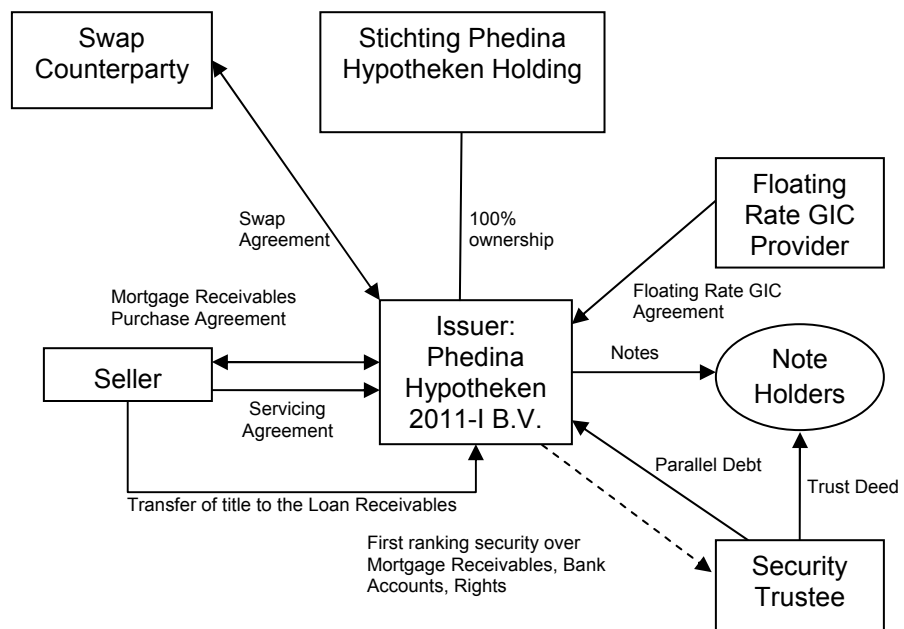 Swap
Counterparty
Stichting Phedina
Hypotheken Holding
Floating
Rate GIC
Provider
Swap
Agreement
100%
ownership
Mortgage Receivables
Purchase Agreement
Floating Rate GIC
Agreement
Issuer:
Phedina
Hypotheken
2011-I B.V.
Notes
Note
Holders
Seller
Servicing
Agreement
Parallel Debt
Trust Deed
Transfer of title to the Loan Receivables
First ranking security over
Mortgage Receivables, Bank
Accounts, Rights
Security
Trustee